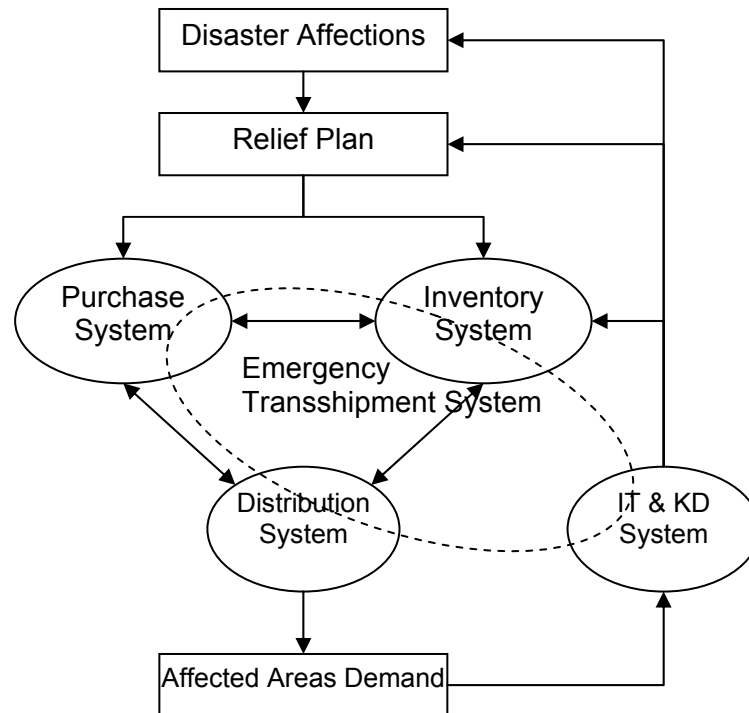 Disaster Affections
Relief Plan
Purchase
System
Inventory
System
Emergency
Transshipment System
Distribution
System
IT & KD
System
Affected Areas Demand